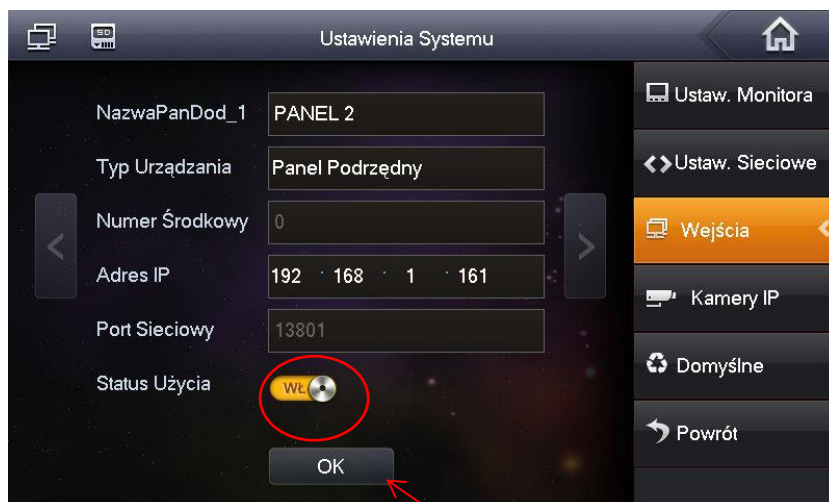 SD
Ustawienia Systemu
NazwaPanDod_1
PANEL 2
Typ Urządzania
Panel Podrzędny
Numer Środkowy
0
Adres IP
192 · 168 · 1 · 161
Port Sieciowy
13801
Status Użycia
WŁ
OK
Ustaw. Monitora
Ustaw. Sieciowe
Wejścia
Kamery IP
Domyślne
Powrót